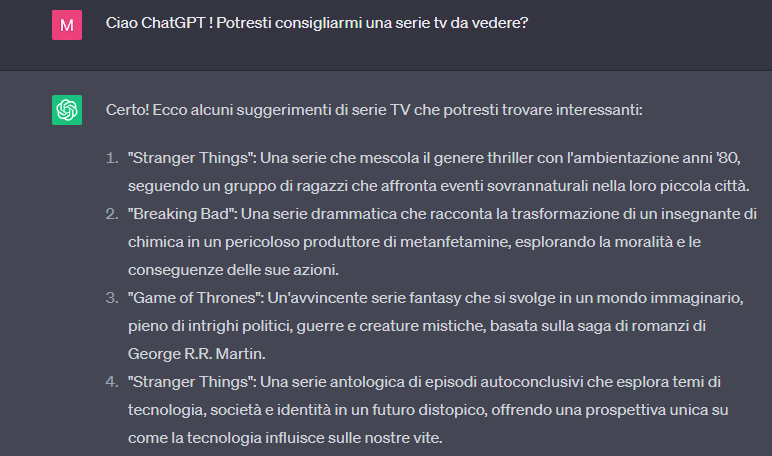 M
Ciao ChatGPT ! Potresti consigliarmi una serie tv da vedere?
Certo! Ecco alcuni suggerimenti di serie TV che potresti trovare interessanti:
1. "Stranger Things": Una serie che mescola il genere thriller con l'ambientazione anni '80,
seguendo un gruppo di ragazzi che affronta eventi sovrannaturali nella loro piccola città.
2. "Breaking Bad": Una serie drammatica che racconta la trasformazione di un insegnante di
chimica in un pericoloso produttore di metanfetamine, esplorando la moralità e le
conseguenze delle sue azioni.
3. "Game of Thrones": Un'avvincente serie fantasy che si svolge in un mondo immaginario,
pieno di intrighi politici, guerre e creature mistiche, basata sulla saga di romanzi di
George R.R. Martin.
4. "Stranger Things": Una serie antologica di episodi autoconclusivi che esplora temi di
tecnologia, società e identità in un futuro distopico, offrendo una prospettiva unica su
come la tecnologia influisce sulle nostre vite.